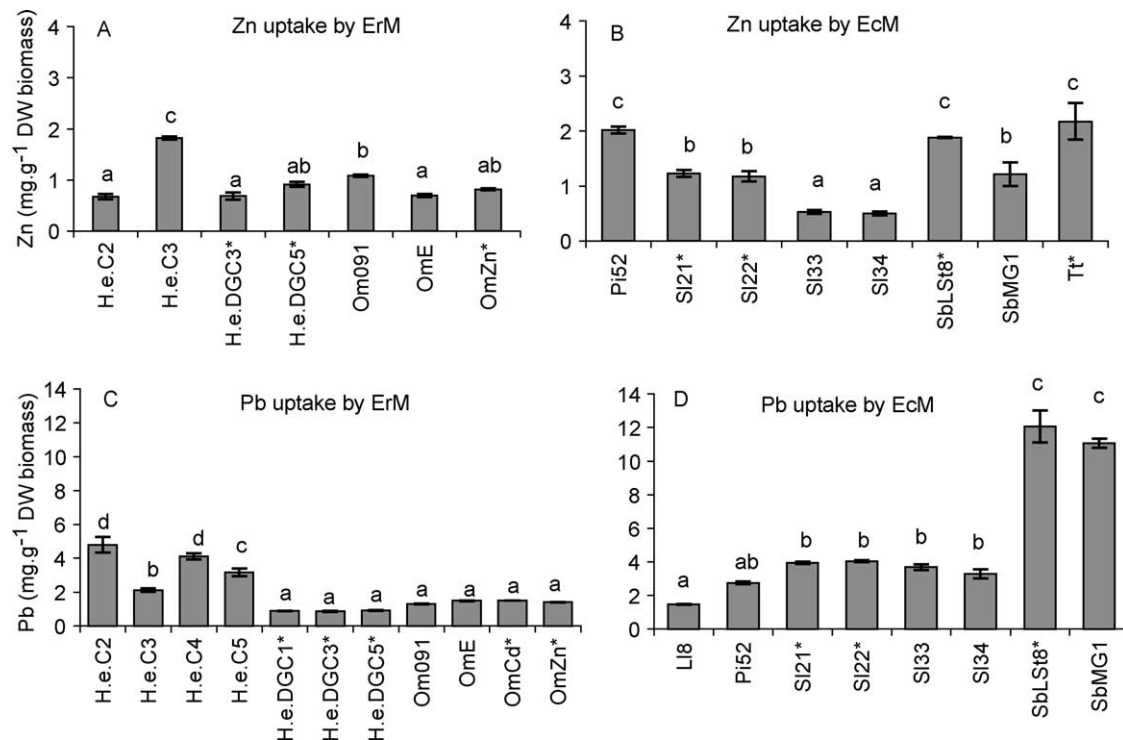 A
Zn uptake by ErM
Zn (mg.g⁻¹ DW biomass)
4
3
2
1
0
a
c
a
ab
b
a
ab
H.e.C2
H.e.C3
H.e.DGC3*
H.e.DGC5*
Om091
OmE
OmZn*
B
Zn uptake by EcM
4
3
2
1
0
c
b
b
a
a
c
b
c
Pi52
Sl21*
Sl22*
Sl33
Sl34
SbLSt8*
SbMG1
Tt*
C
Pb uptake by ErM
Pb (mg.g⁻¹ DW biomass)
14
12
10
8
6
4
2
0
d
b
d
c
a
a
a
a
a
a
a
H.e.C2
H.e.C3
H.e.C4
H.e.C5
H.e.DGC1*
H.e.DGC3*
H.e.DGC5*
Om091
OmE
OmCd*
OmZn*
D
Pb uptake by EcM
14
12
10
8
6
4
2
0
a
ab
b
b
b
b
c
c
Ll8
Pi52
Sl21*
Sl22*
Sl33
Sl34
SbLSt8*
SbMG1